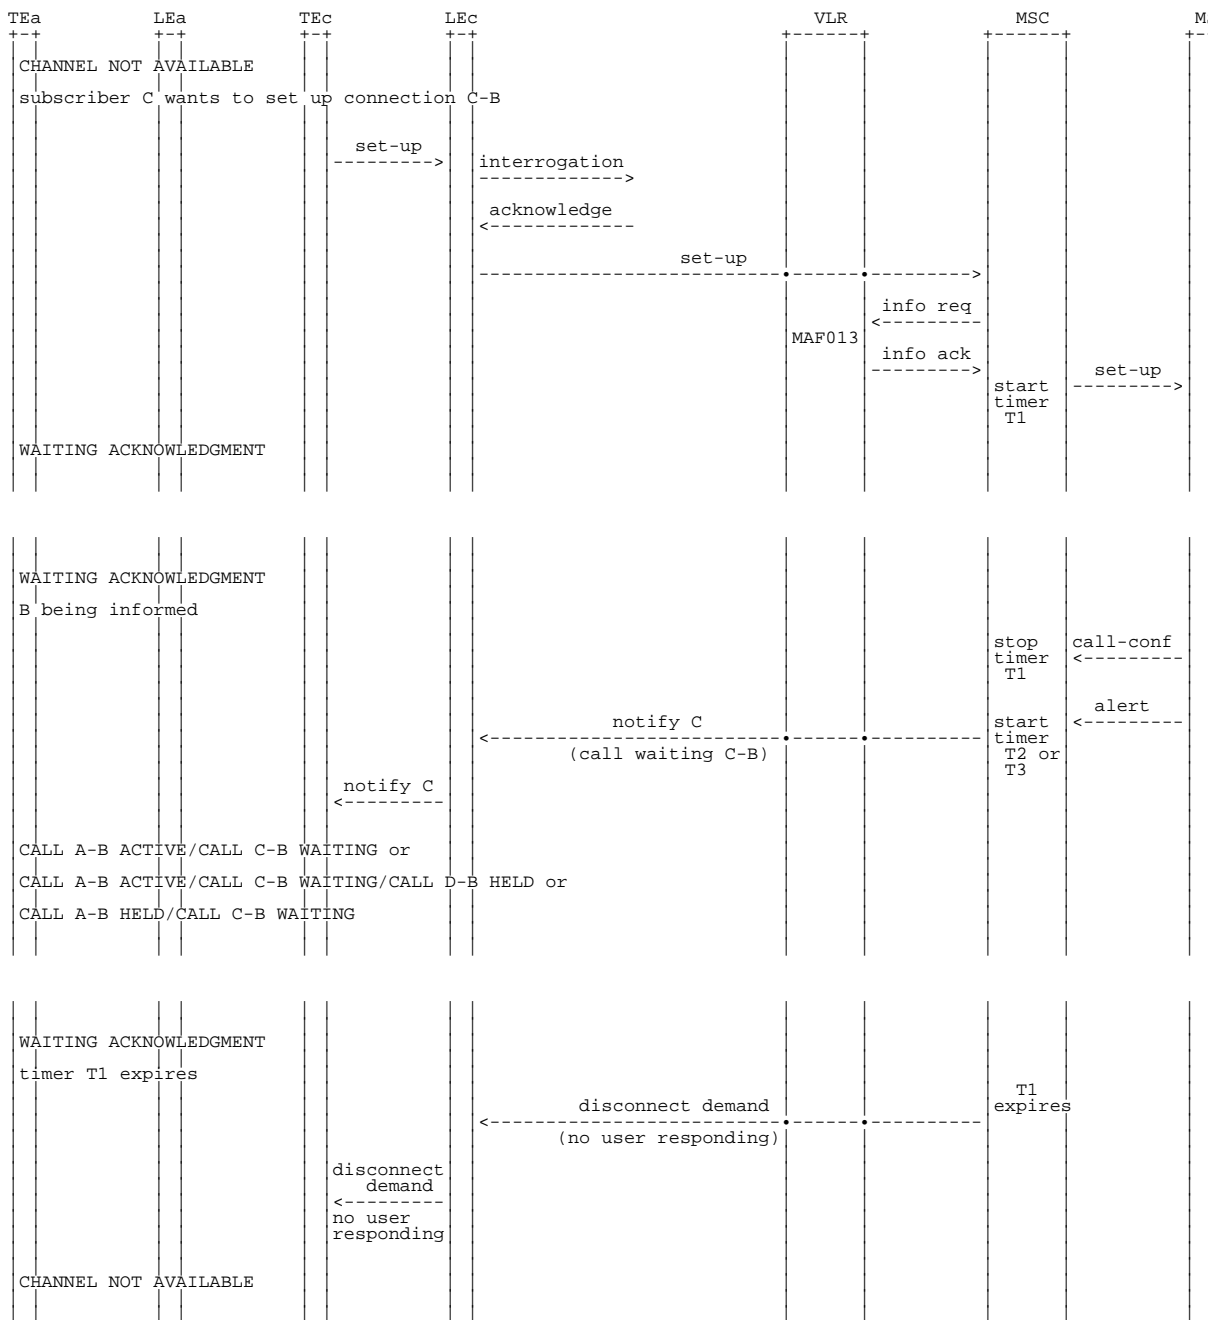 TEa LEa TEc LEc VLR MSC M
CHANNEL NOT AVAILABLE
subscriber C wants to set up connection C-B
set-up
interrogation
acknowledge
set-up
info req
MAF013
info ack
set-up
start
timer
T1
WAITING ACKNOWLEDGMENT
WAITING ACKNOWLEDGMENT
B being informed
stop call-conf
timer
T1
alert
notify C start
timer
(call waiting C-B) T2 or
T3
notify C
CALL A-B ACTIVE/CALL C-B WAITING or
CALL A-B ACTIVE/CALL C-B WAITING/CALL D-B HELD or
CALL A-B HELD/CALL C-B WAITING
WAITING ACKNOWLEDGMENT
timer T1 expires
T1
disconnect demand expires
(no user responding)
disconnect
demand
no user
responding
CHANNEL NOT AVAILABLE